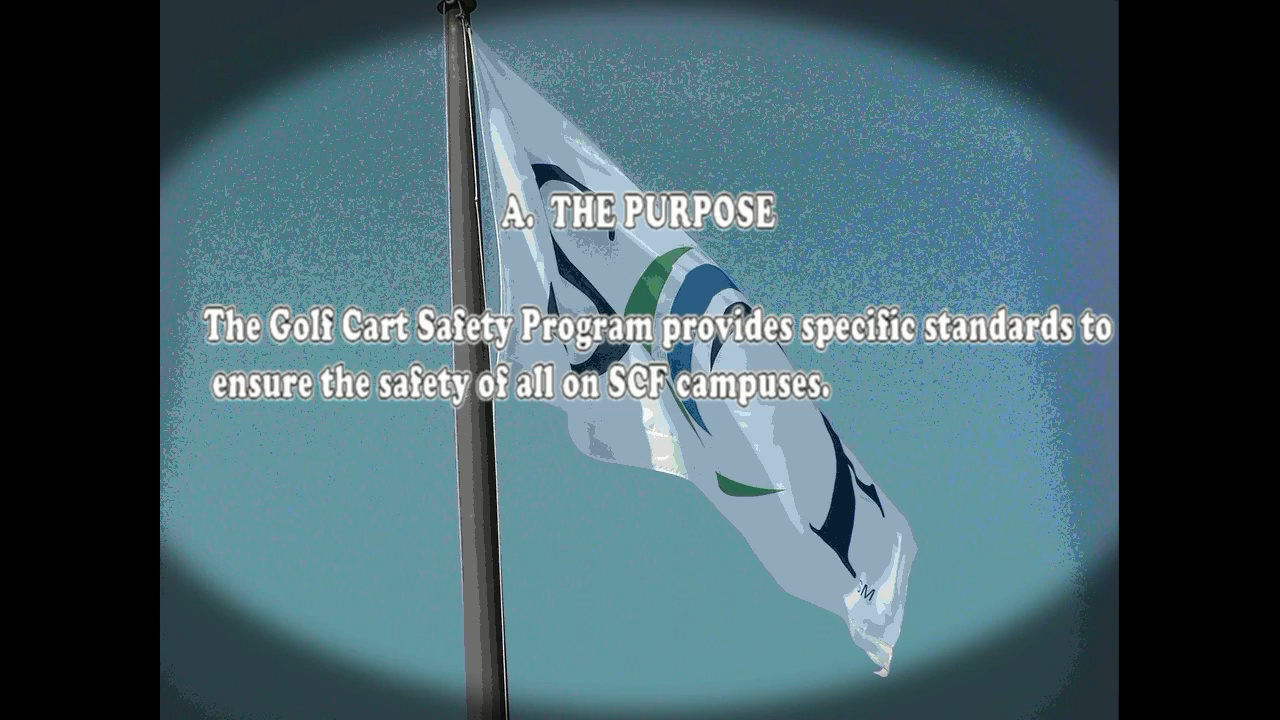 A. THE PURPOSE
The Golf Cart Safety Program provides specific standards to
ensure the safety of all on SCF campuses.
SM